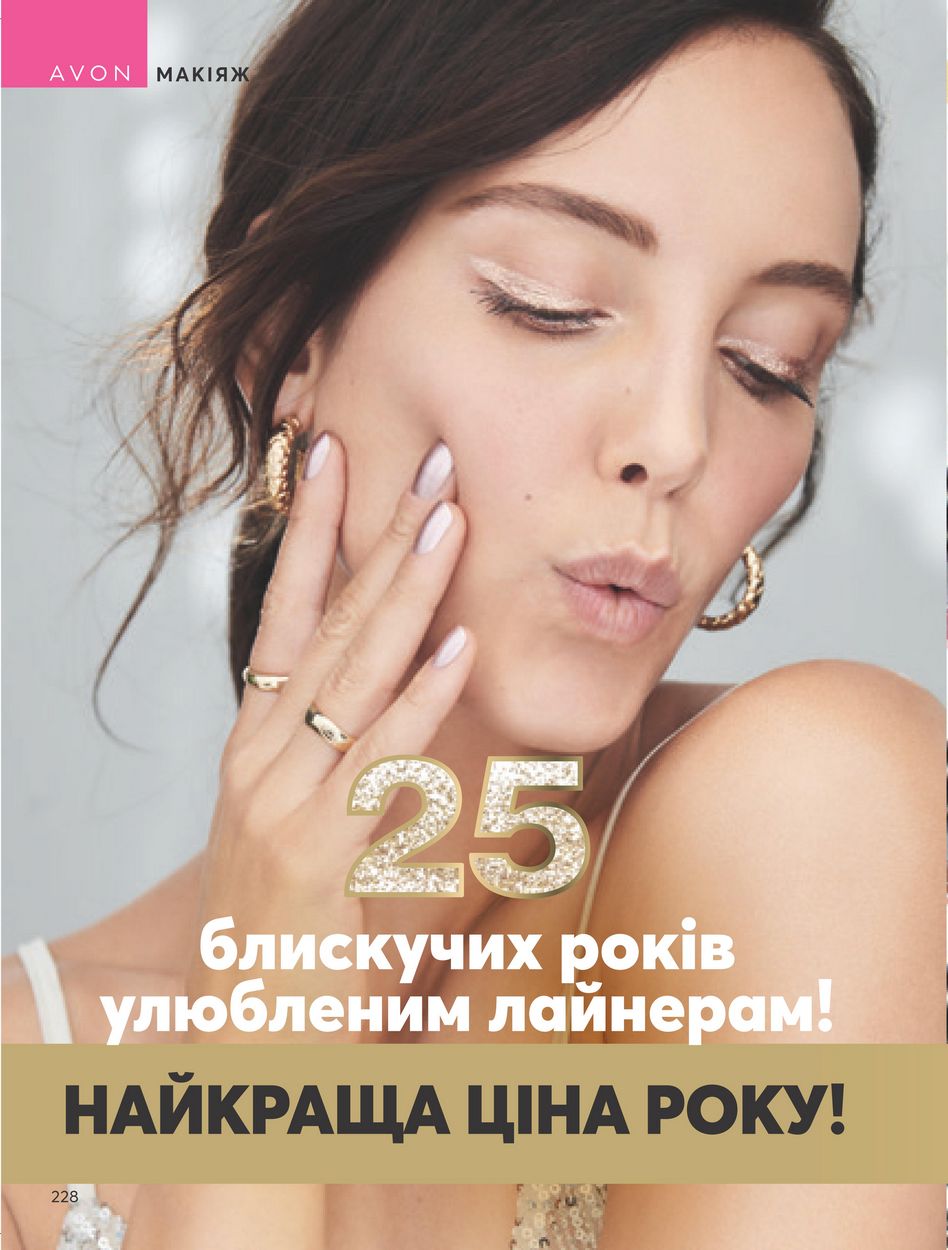 AVON МАКІЯЖ
25
блискучих років
улюбленим лайнерам!
НАЙКРАЩА ЦІНА РОКУ!
228